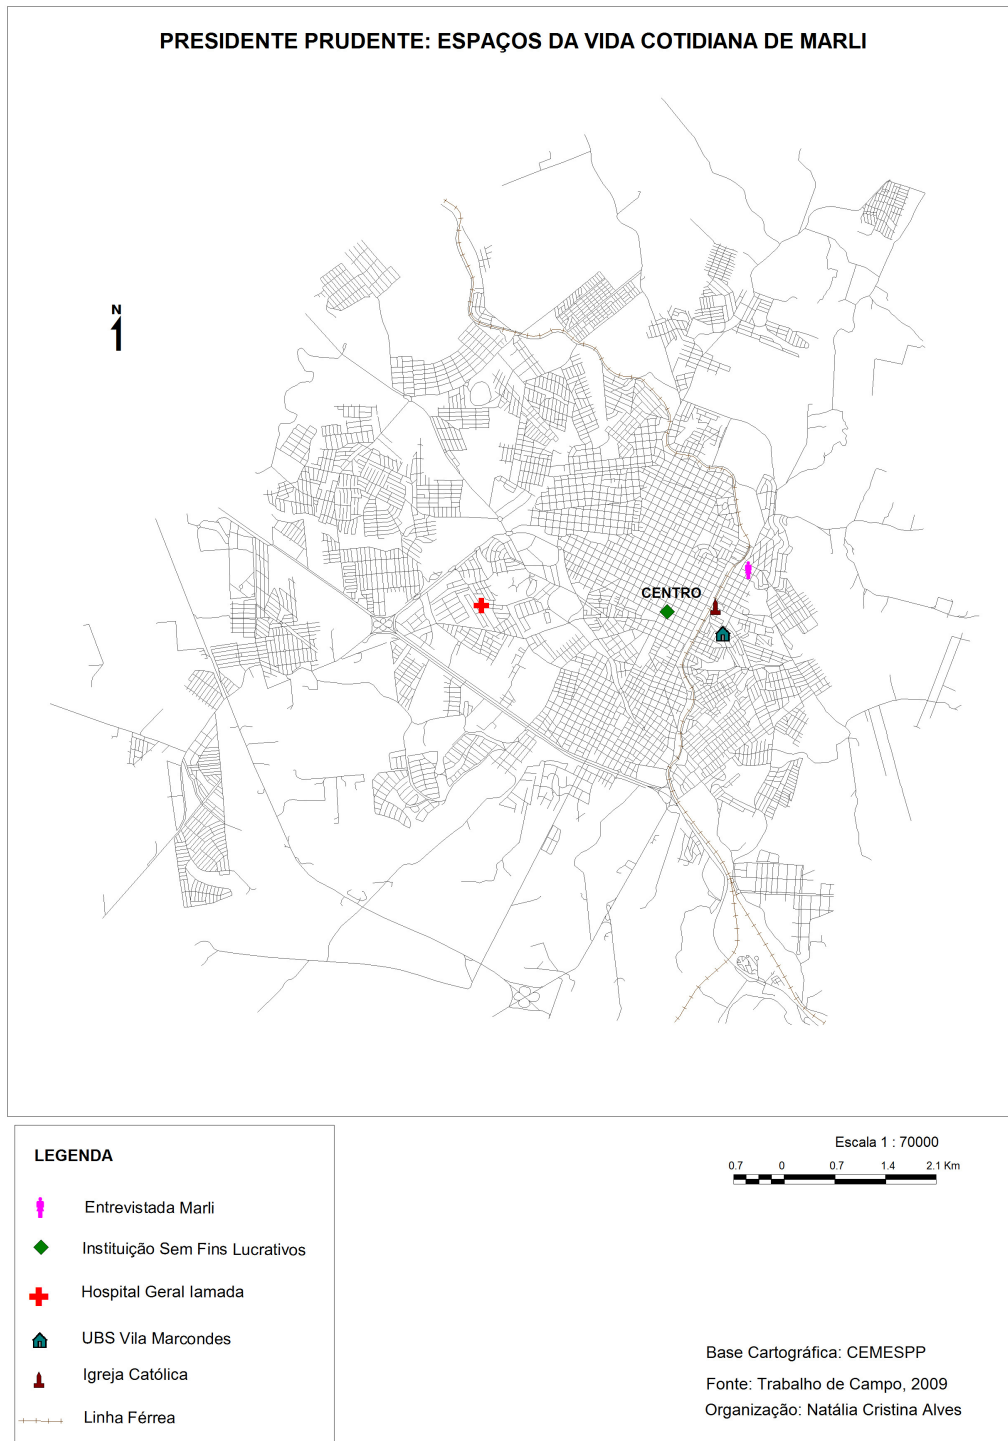 PRESIDENTE PRUDENTE: ESPAÇOS DA VIDA COTIDIANA DE MARLI
N
CENTRO
LEGENDA
Entrevistada Marli
Instituição Sem Fins Lucrativos
Hospital Geral Iamada
UBS Vila Marcondes
Igreja Católica
Linha Férrea
Escala 1 : 70000
0.7 0 0.7 1.4 2.1 Km
Base Cartográfica: CEMESPP
Fonte: Trabalho de Campo, 2009
Organização: Natália Cristina Alves